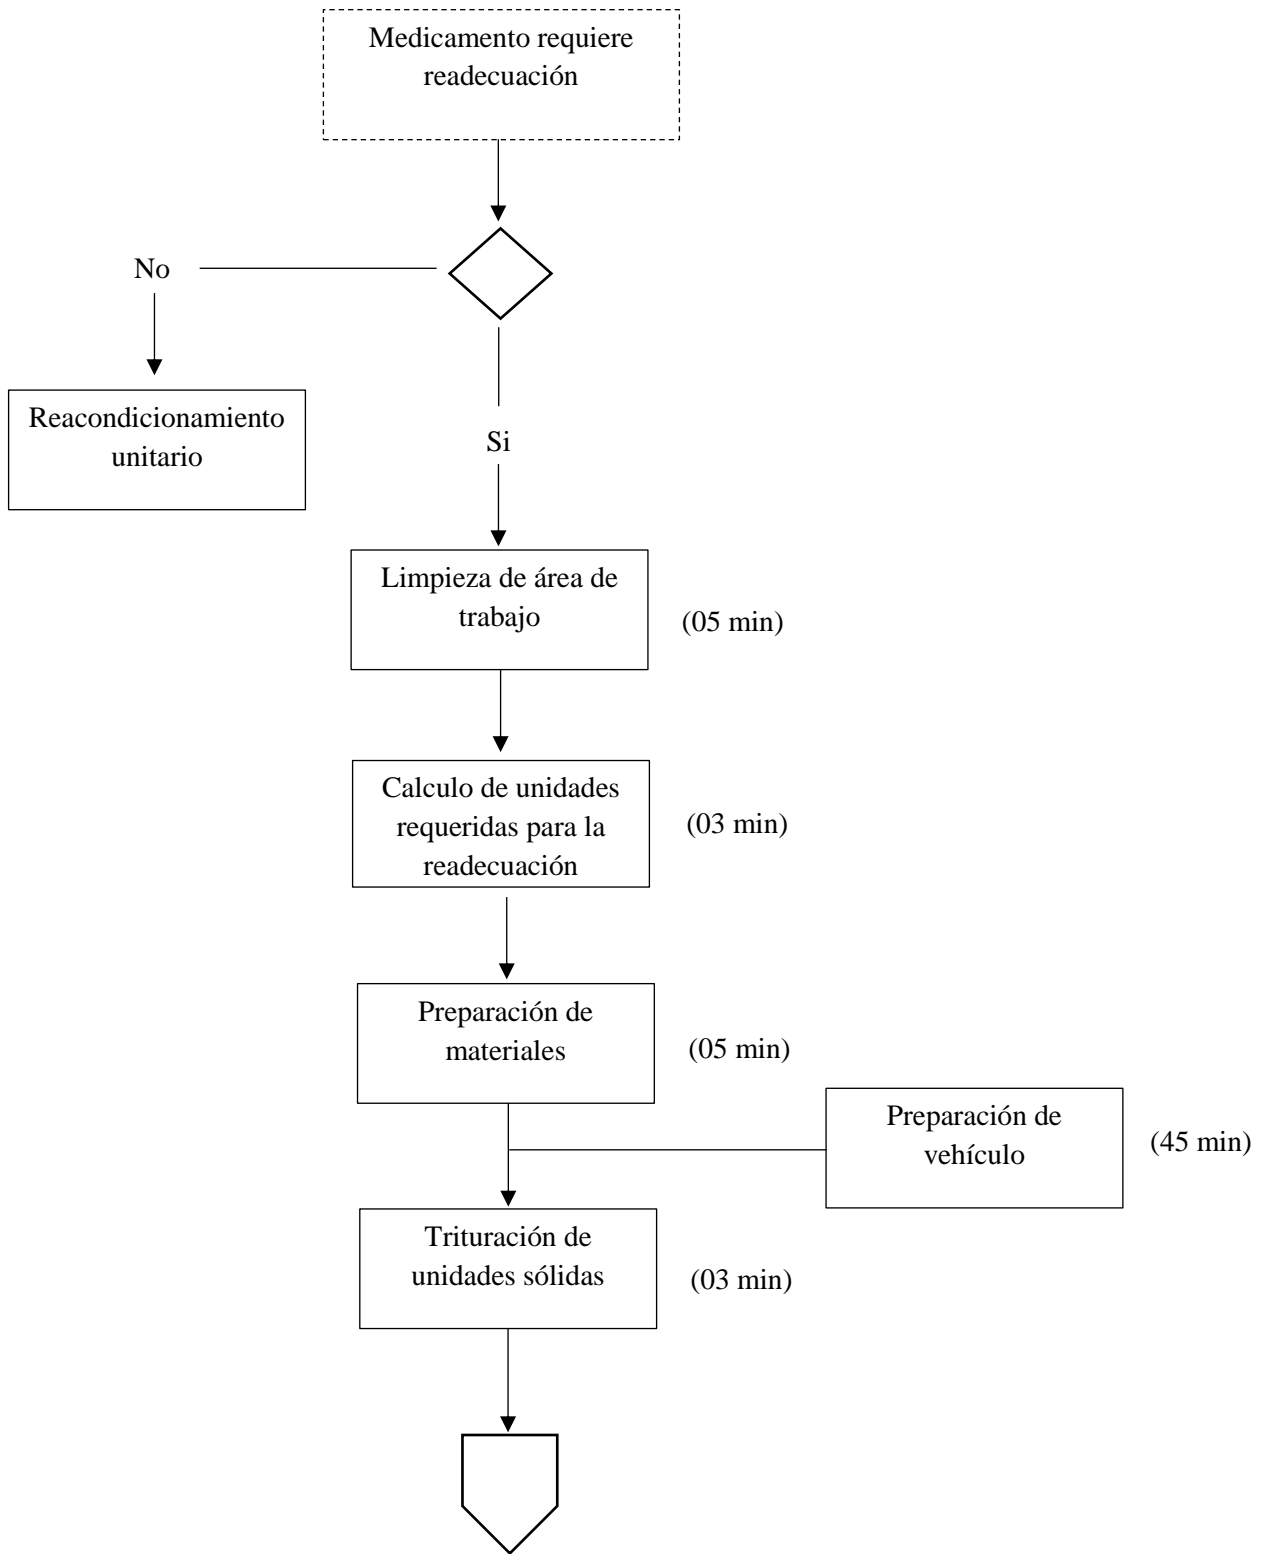 Medicamento requiere
readecuación
No
Reacondicionamiento
unitario
Si
Limpieza de área de
trabajo
(05 min)
Calculo de unidades
requeridas para la
readecuación
(03 min)
Preparación de
materiales
(05 min)
Preparación de
vehículo
(45 min)
Trituración de
unidades sólidas
(03 min)